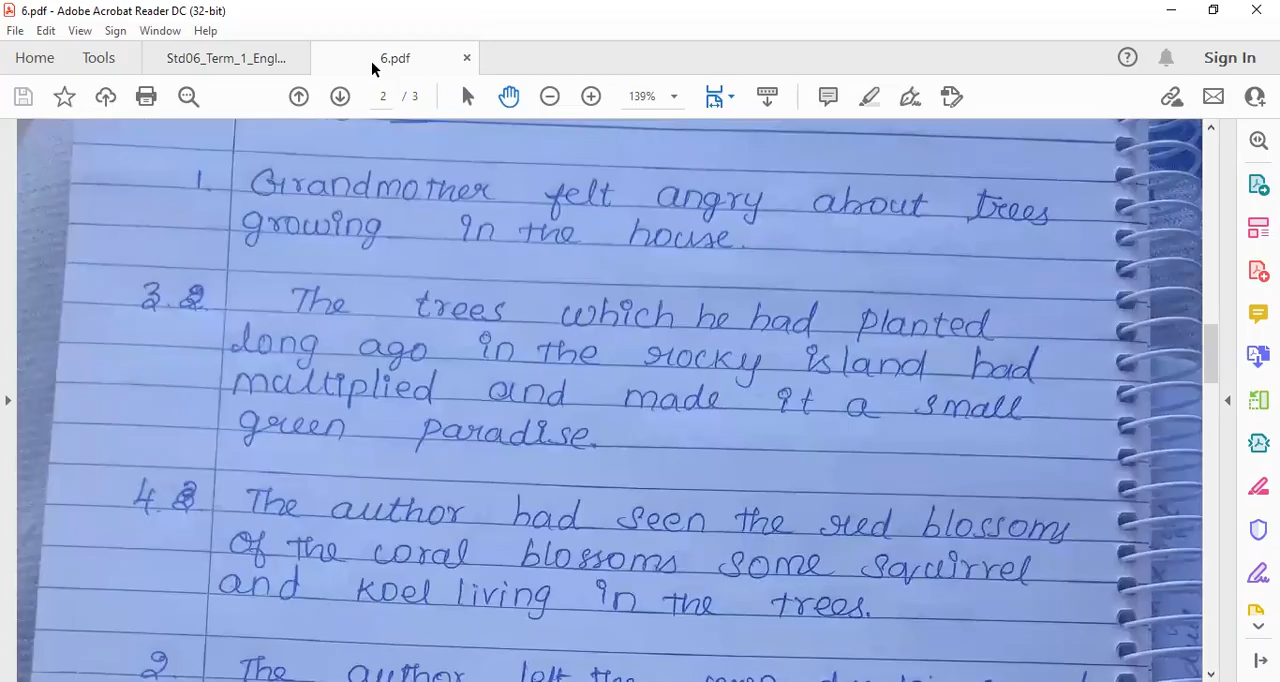 6.pdf - Adobe Acrobat Reader DC (32-bit)
File Edit View Sign Window Help
Home Tools Std06_Term_1_Engl... 6.pdf × Sign In
2 / 3 139%
1. Grandmother felt angry about trees
growing in the house.
3. 2 The trees which he had planted
long ago in the rocky island had
multiplied and made it a small
green paradise.
4. 3 The author had seen the red blossoms
of the coral blossoms some squirrel
and koel living in the trees.
2. The author left the